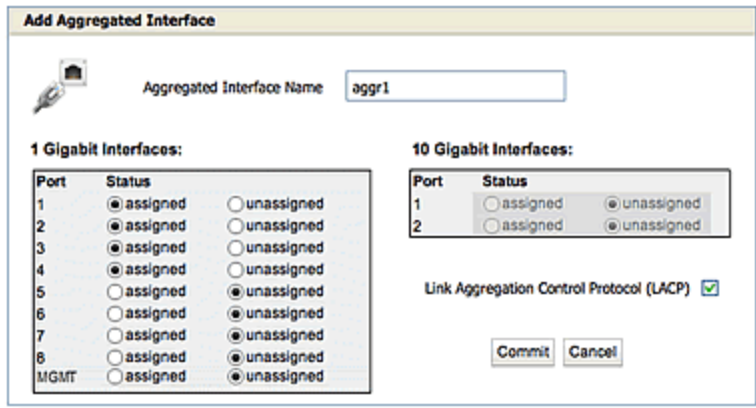 Add Aggregated Interface
Aggregated Interface Name aggr1
1 Gigabit Interfaces:
Port Status
1 assigned unassigned
2 assigned unassigned
3 assigned unassigned
4 assigned unassigned
5 assigned unassigned
6 assigned unassigned
7 assigned unassigned
8 assigned unassigned
MGMT assigned unassigned
10 Gigabit Interfaces:
Port Status
1 assigned unassigned
2 assigned unassigned
Link Aggregation Control Protocol (LACP)
Commit Cancel